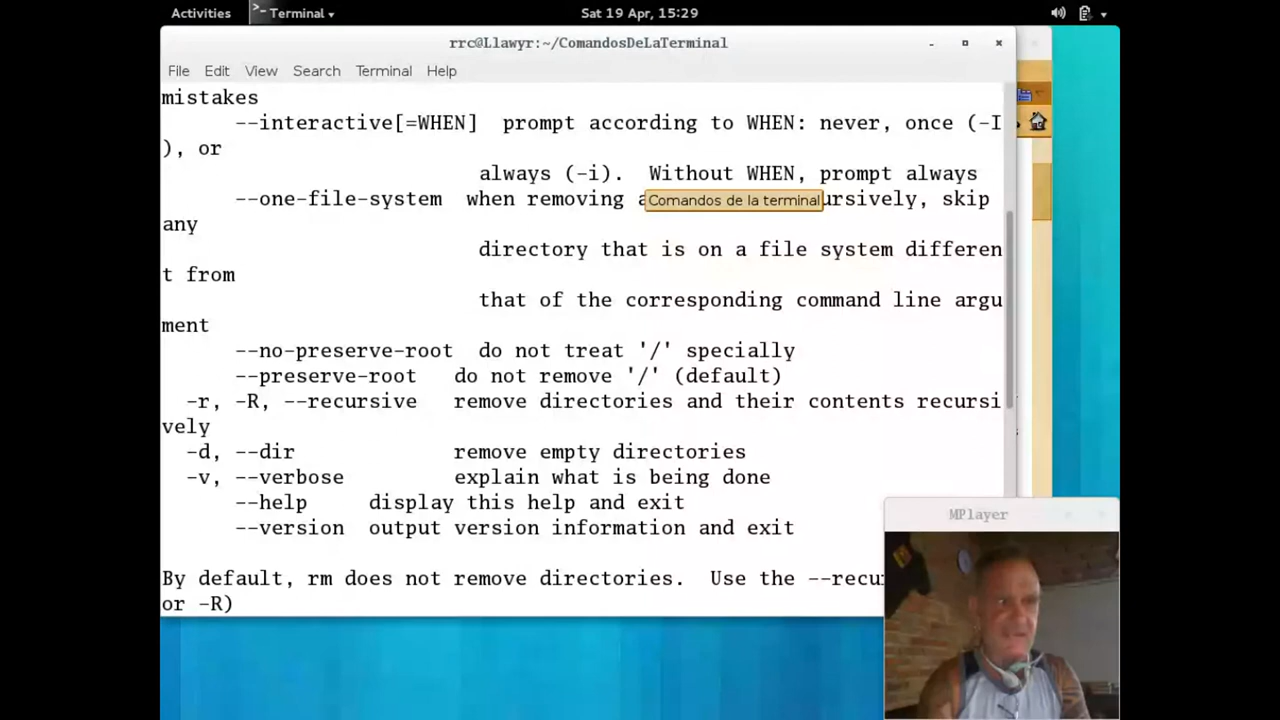 Activities
Terminal
Sat 19 Apr, 15:29
rrc@Llawyr:~/ComandosDeLaTerminal
File Edit View Search Terminal Help
mistakes
--interactive[=WHEN] prompt according to WHEN: never, once (-I
), or
always (-i). Without WHEN, prompt always
--one-file-system when removing a
Comandos de la terminal
ursively, skip
any
directory that is on a file system differen
t from
that of the corresponding command line argu
ment
--no-preserve-root do not treat '/' specially
--preserve-root do not remove '/' (default)
-r, -R, --recursive remove directories and their contents recursi
vely
-d, --dir remove empty directories
-v, --verbose explain what is being done
--help display this help and exit
--version output version information and exit
By default, rm does not remove directories. Use the --recu
or -R)
MPlayer